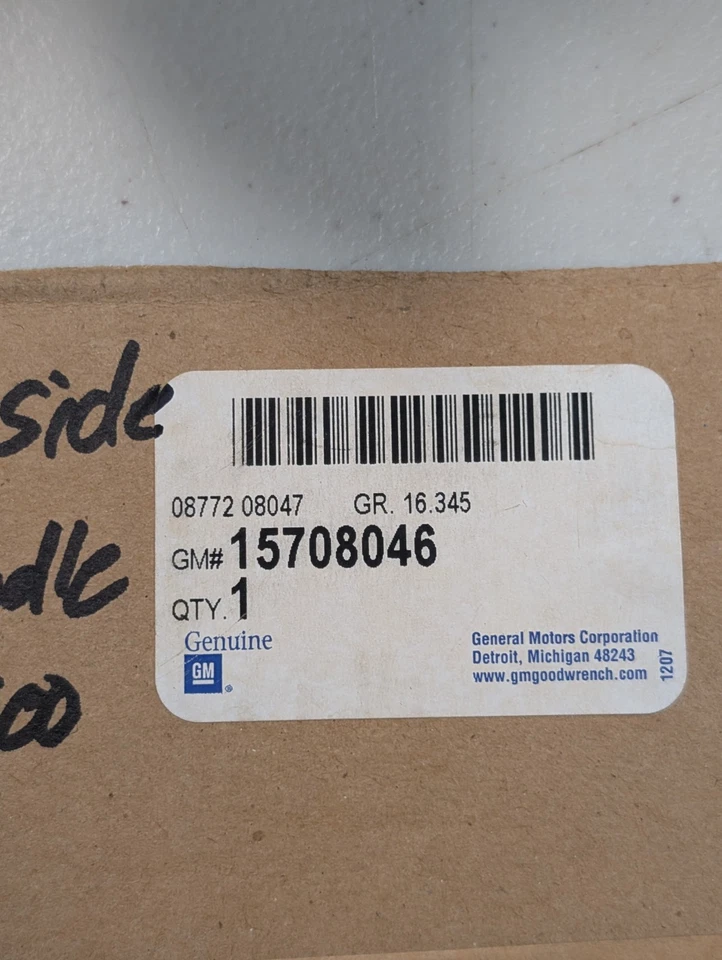 side
08772 08047 GR. 16.345
GM# 15708046
QTY. 1
Genuine
GM ®
General Motors Corporation
Detroit, Michigan 48243
www.gmgoodwrench.com
1207